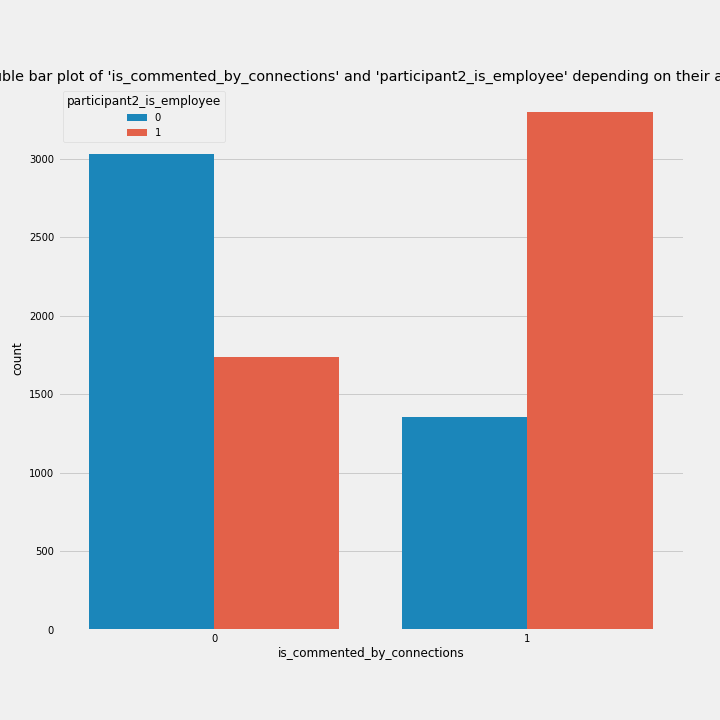 ble bar plot of 'is_commented_by_connections' and 'participant2_is_employee' depending on their a
participant2_is_employee
0
1
3000
2500
2000
1500
1000
500
0
count
0 1
is_commented_by_connections